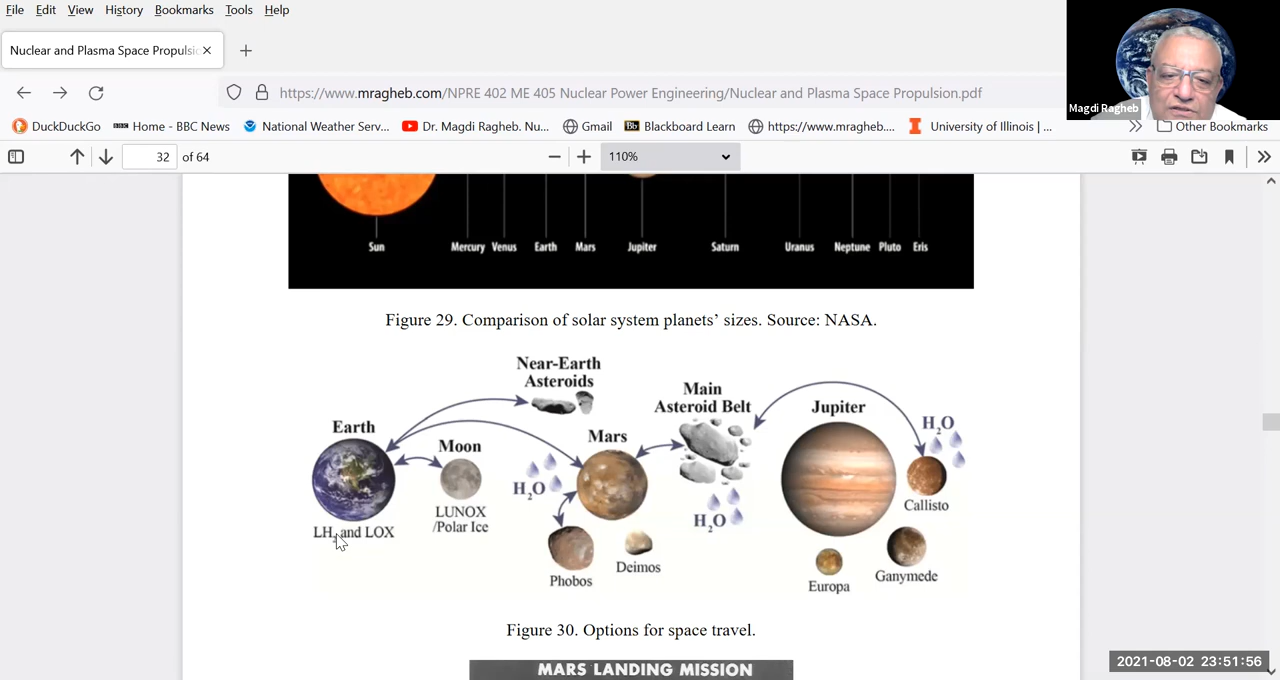 File Edit View History Bookmarks Tools Help
Nuclear and Plasma Space Propulsi
https://www.mragheb.com/NPRE 402 ME 405 Nuclear Power Engineering/Nuclear and Plasma Space Propulsion.pdf
Magdi Ragheb
DuckDuckGo BBC Home - BBC News National Weather Serv... Dr. Magdi Ragheb. Nu... Gmail Bb Blackboard Learn https://www.mragheb.... University of Illinois |... Other Bookmarks
32 of 64 110%
Sun Mercury Venus Earth Mars Jupiter Saturn Uranus Neptune Pluto Eris
Figure 29. Comparison of solar system planets' sizes. Source: NASA.
Near-Earth
Asteroids
Main
Asteroid Belt
Jupiter
H₂O
Earth
Mars
Moon
H₂O
LUNOX
/Polar Ice
H₂O
Callisto
LH₂ and LOX
Phobos
Deimos
Europa
Ganymede
Figure 30. Options for space travel.
MARS LANDING MISSION
2021-08-02 23:51:56